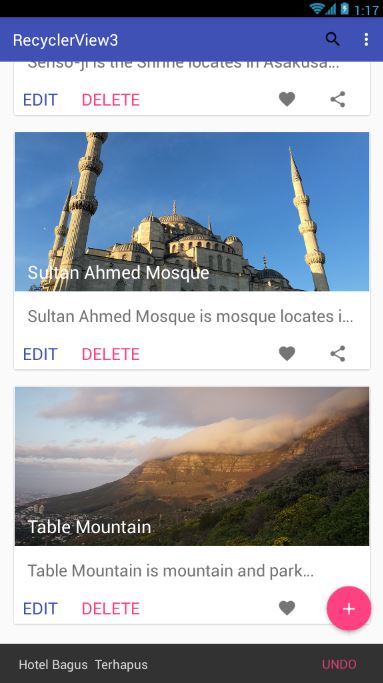 1:17
RecyclerView3
Senso-ji is the Shrine locates in Asakusa...
EDIT DELETE
Sultan Ahmed Mosque
Sultan Ahmed Mosque is mosque locates i...
EDIT DELETE
Table Mountain
Table Mountain is mountain and park...
EDIT DELETE
Hotel Bagus Terhapus UNDO